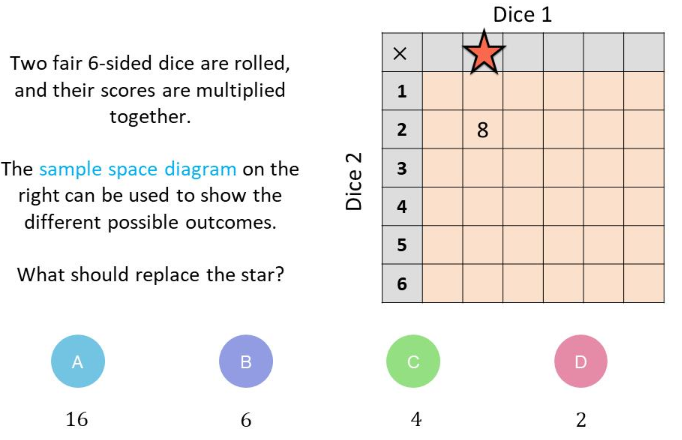 Dice 1
Two fair 6-sided dice are rolled,
and their scores are multiplied
together.
The sample space diagram on the
right can be used to show the
different possible outcomes.
What should replace the star?
Dice 2
×
1
2 8
3
4
5
6
A B C D
16 6 4 2